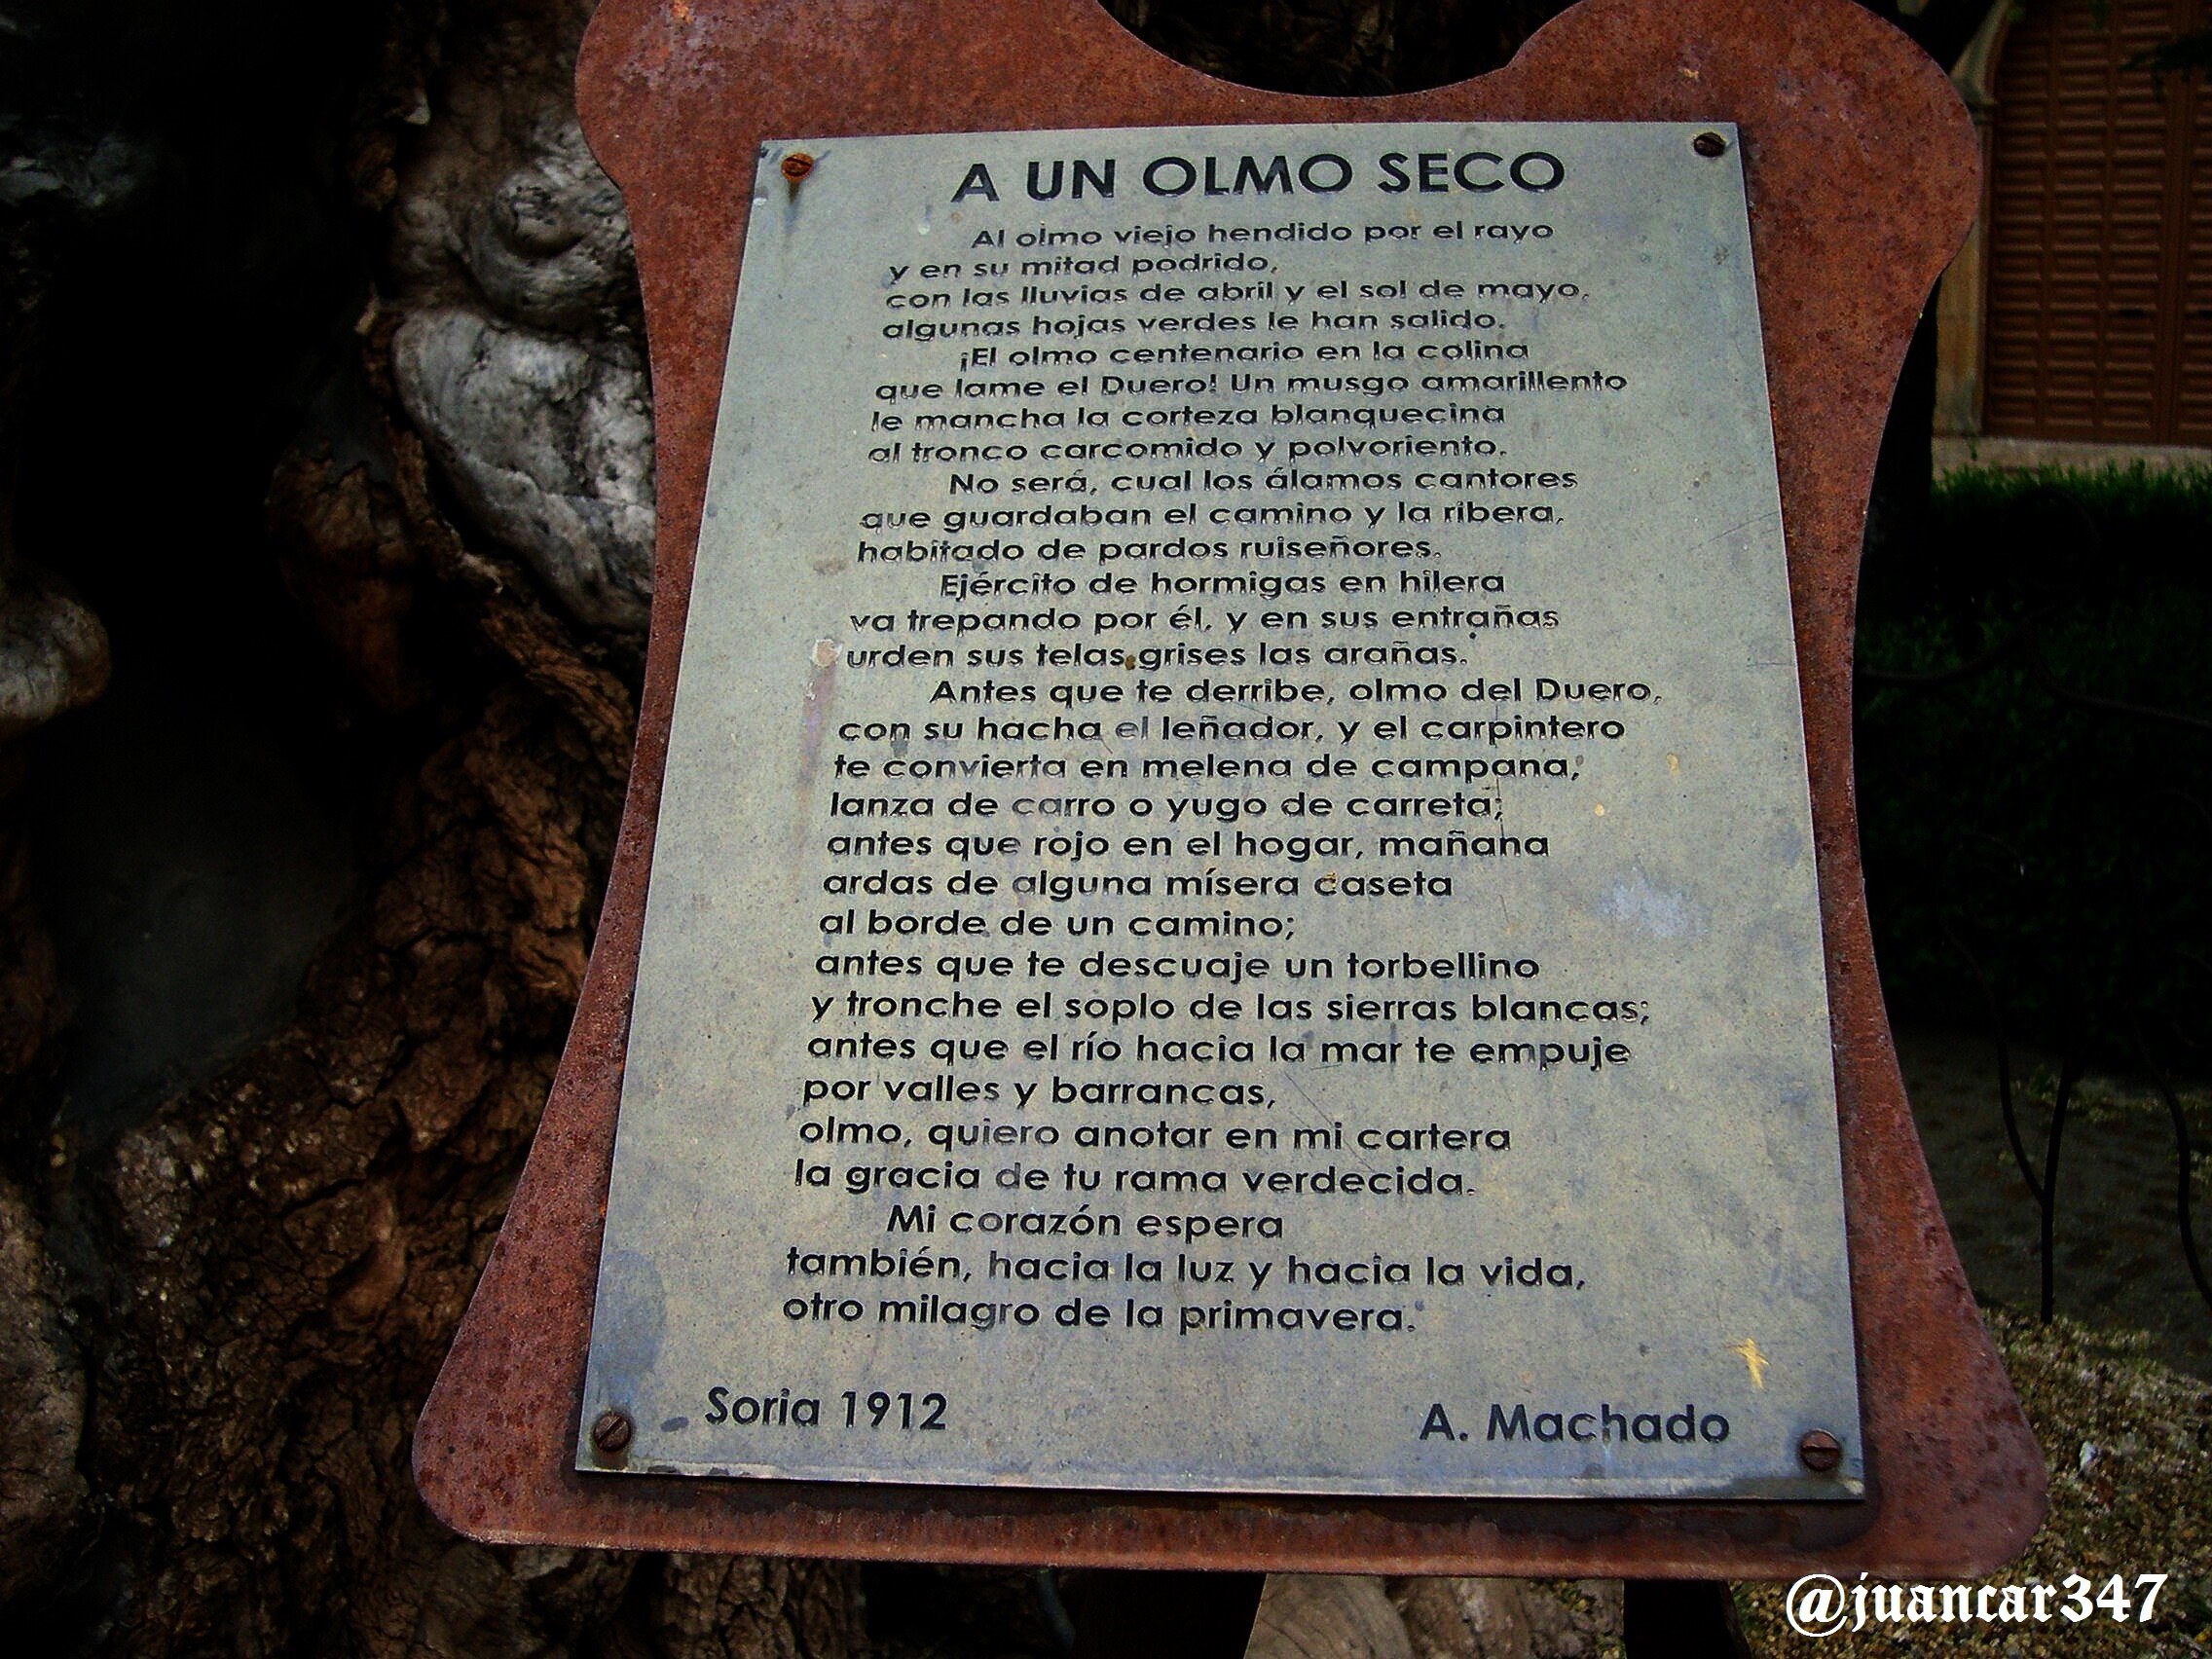 A UN OLMO SECO
Al olmo viejo hendido por el rayo
y en su mitad podrido,
con las lluvias de abril y el sol de mayo,
algunas hojas verdes le han salido.
¡El olmo centenario en la colina
que lame el Duero! Un musgo amarillento
le mancha la corteza blanquecina
al tronco carcomido y polvoriento.
No será, cual los álamos cantores
que guardaban el camino y la ribera,
habitado de pardos ruiseñores.
Ejército de hormigas en hilera
va trepando por él, y en sus entrañas
urden sus telas grises las arañas.
Antes que te derribe, olmo del Duero,
con su hacha el leñador, y el carpintero
te convierta en melena de campana,
lanza de carro o yugo de carreta;
antes que rojo en el hogar, mañana
ardas de alguna mísera caseta
al borde de un camino;
antes que te descuaje un torbellino
y tronche el soplo de las sierras blancas;
antes que el río hacia la mar te empuje
por valles y barrancas,
olmo, quiero anotar en mi cartera
la gracia de tu rama verdecida.
Mi corazón espera
también, hacia la luz y hacia la vida,
otro milagro de la primavera.
Soria 1912
A. Machado
@juancar347